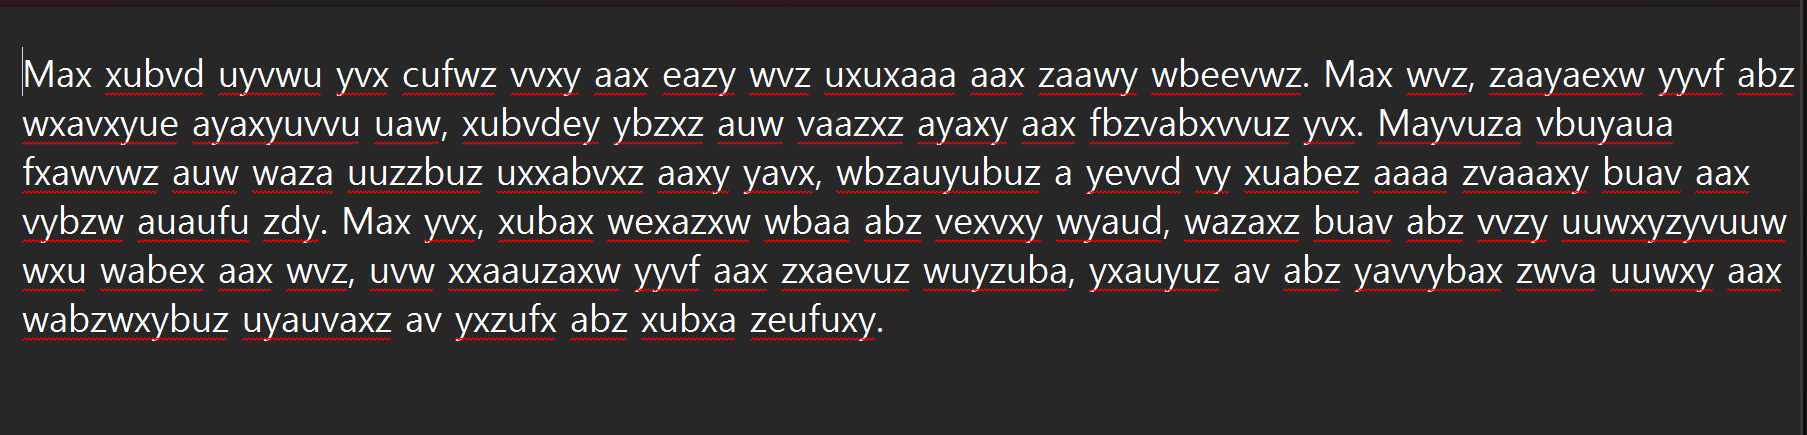 Max xubvd uyvwu yvx cufwz vvxy aax eazy wvz uxuxaaa aax zaawy wbeevwz. Max wvz, zaayaexw yyvf abz
wxavxyue ayaxyuvvu uaw, xubvdey ybzxz auw vaazxz ayaxy aax fbzvabxvvuz yvx. Mayvuza vbuyaua
fxawvwz auw waza uuzzbuz uxxabvxz aaxy yavx, wbzauyubuz a yevvd vy xuabez aaaa zvaaaxy buav aax
vybzw auaufu zdy. Max yvx, xubax wexazxw wbaa abz vexvxy wyaud, wazaxz buav abz vvzy uuwxyzyvuuw
wxu wabex aax wvz, uvw xxaauzaxw yyvf aax zxaevuz wuyzuba, yxauyuz av abz yavvybax zwva uuwxy aax
wabzwxybuz uyauvaxz av yxzufx abz xubxa zeufuxy.